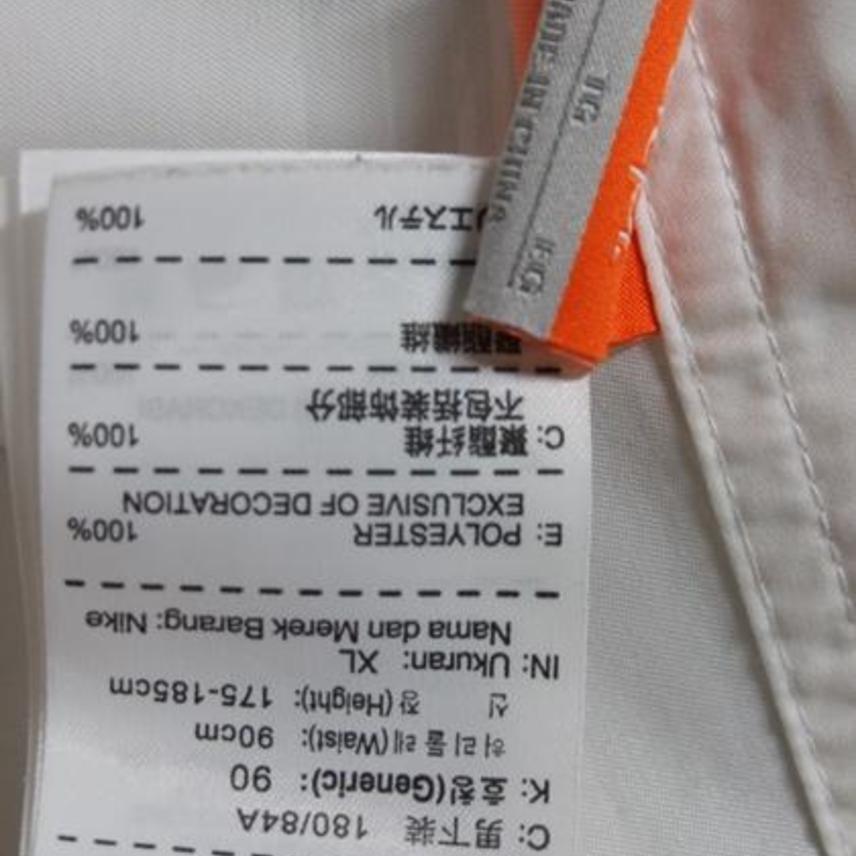 C: 男下装 180/84A
K: 호칭(Generic): 90
허리둘레(Waist): 90cm
신 장(Height): 175-185cm
IN: Ukuran: XL
Nama dan Merek Barang: Nike
E: POLYESTER 100%
EXCLUSIVE OF DECORATION
C: 聚酯纤维 100%
不包括装饰部分
聚酯纖維 100%
エステル 100%
MADE IN CHINA